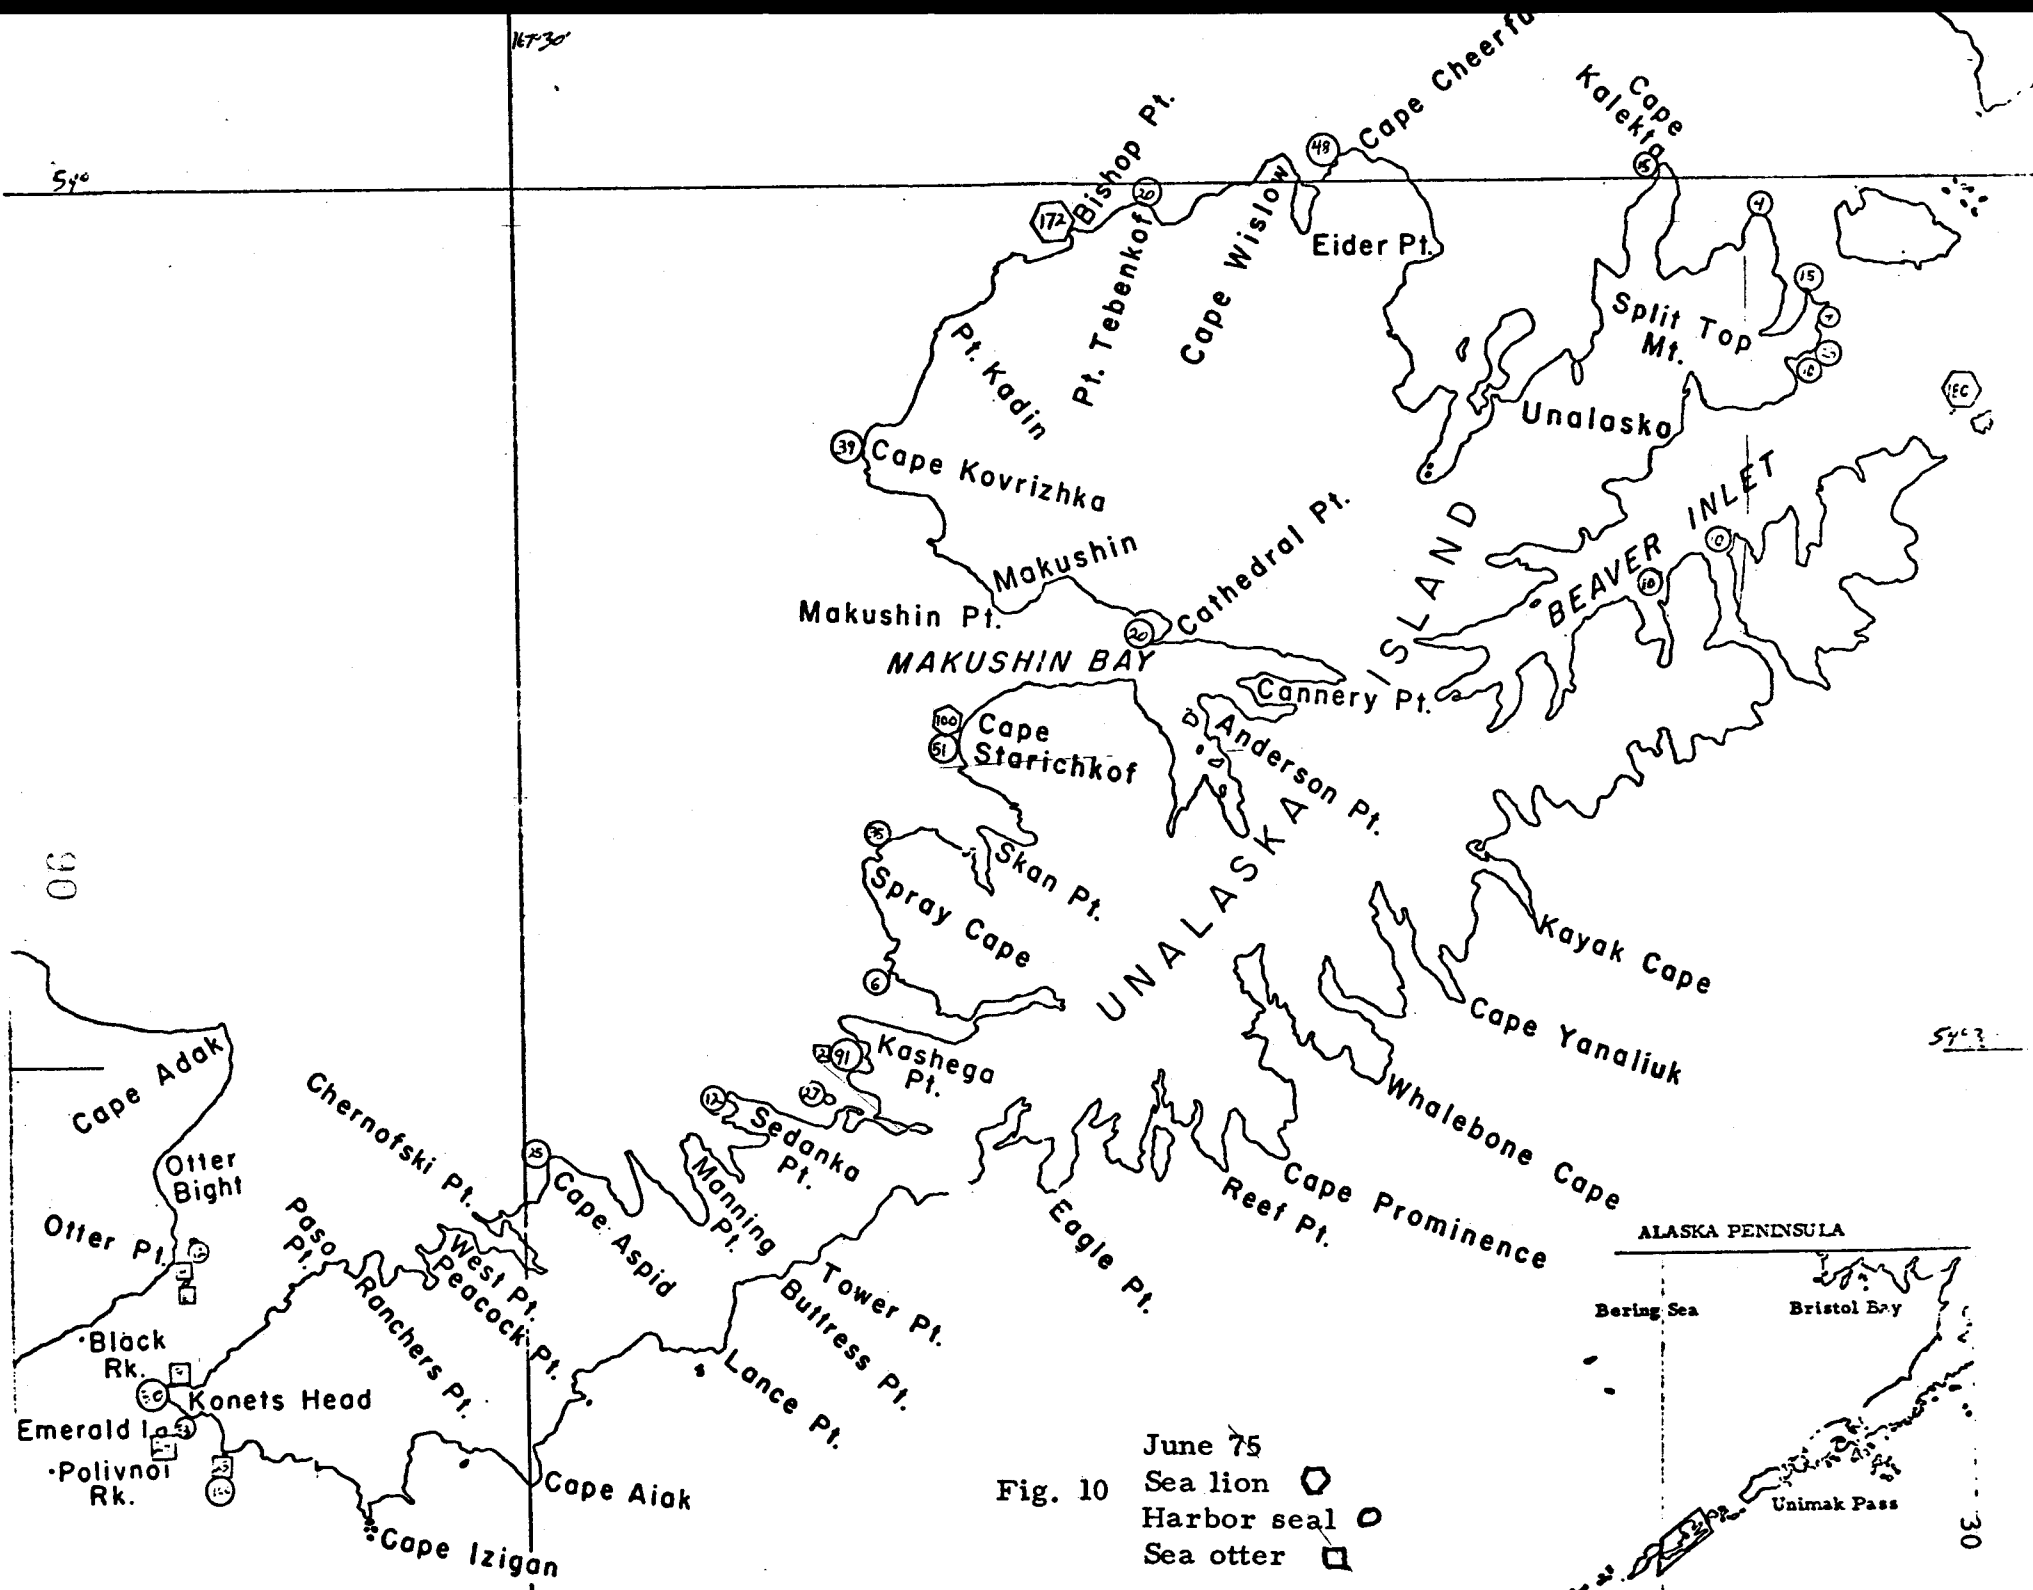 54°
Cape Cheerfu
Cape
Kalekta
Bishop Pt.
48
15
20
172
4
Pt. Tebenkof
Cape Wislow
Eider Pt.
15
Split Top
Mt.
Pt. Kadin
Unalaska
39
Cape Kovrizhka
Makushin
Cathedral Pt.
BEAVER INLET
10
10
Makushin Pt.
20
MAKUSHIN BAY
UNALASKA ISLAND
Cannery Pt.
100
51
Cape
Starichkof
Anderson Pt.
Skan Pt.
90
Spray Cape
Kayak Cape
6
Cape Yanaliuk
Cape Adak
91
Kashega
Pt.
Whalebone Cape
Chernofski Pt.
Sedanka
Pt.
Otter
Bight
Manning
Pt.
Cape Prominence
Reef Pt.
Otter Pt.
Paso
Pt.
Cape Aspid
Eagle Pt.
West Pt.
Peacock Pt.
Tower Pt.
Buttress Pt.
Ranchers Pt.
Lance Pt.
Black
Rk.
Konets Head
Emerald Is
Polivnoi
Rk.
Cape Aiak
Cape Izigan
ALASKA PENINSULA
Bering Sea
Bristol Bay
Unimak Pass
30
Fig. 10
June 75
Sea lion
Harbor seal
Sea otter